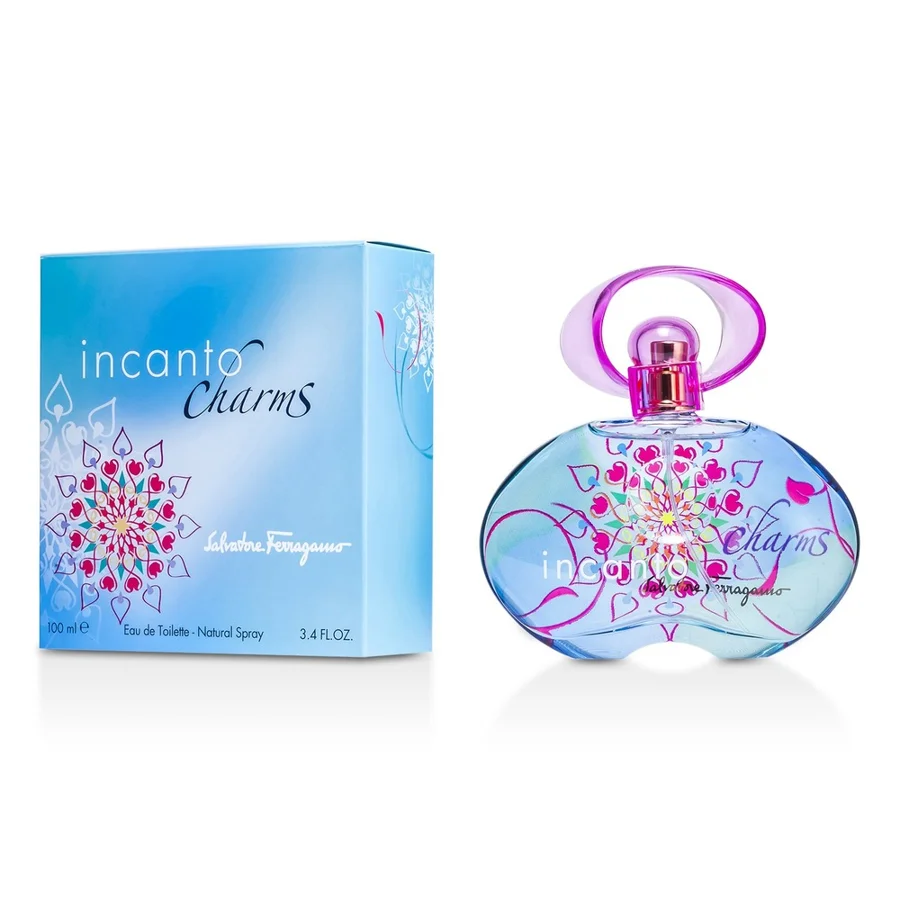 incanto
Charms
Salvatore Ferragamo
100 ml ℮
Eau de Toilette - Natural Spray
3.4 FL.OZ.
charms
incanto
Salvatore Ferragamo